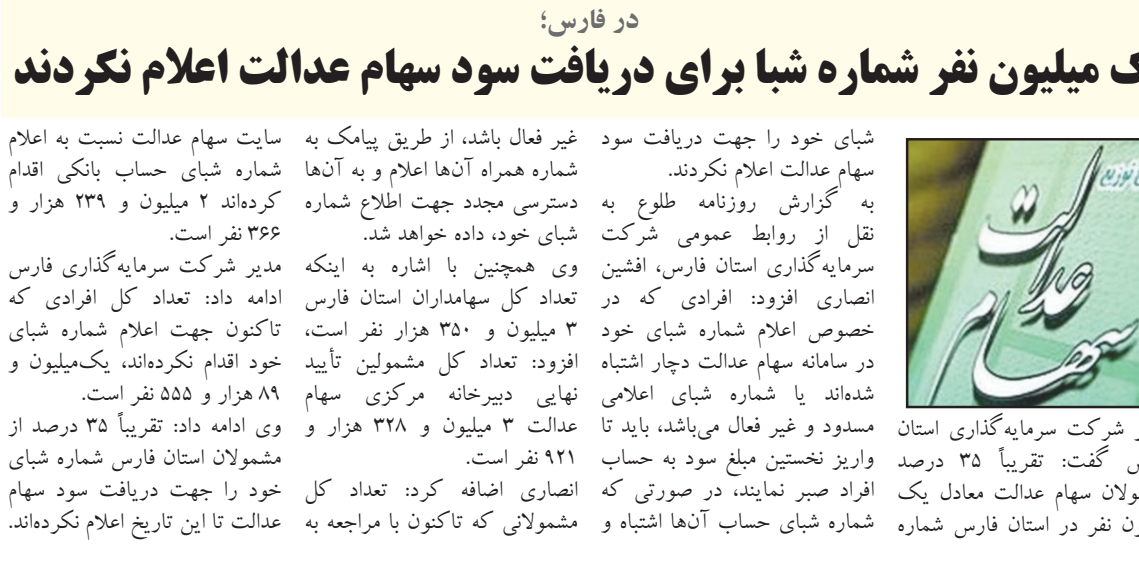 در فارس؛
میلیون نفر شماره شبا برای دریافت سود سهام عدالت اعلام نکردند
توزیع
سهام عدالت
شرکت سرمایه‌گذاری استان
گفت: تقریباً ۳۵ درصد
سهام عدالت معادل یک
نفر در استان فارس شماره
شبای خود را جهت دریافت سود
سهام عدالت اعلام نکردند.
به گزارش روزنامه طلوع به
نقل از روابط عمومی شرکت
سرمایه‌گذاری استان فارس، افشین
انصاری افزود: افرادی که در
خصوص اعلام شماره شبای خود
در سامانه سهام عدالت دچار اشتباه
شده‌اند یا شماره شبای اعلامی
مسدود و غیر فعال می‌باشد، باید تا
واریز نخستین مبلغ سود به حساب
افراد صبر نمایند، در صورتی که
شماره شبای حساب آن‌ها اشتباه و
غیر فعال باشد، از طریق پیامک به
شماره همراه آن‌ها اعلام و به آن‌ها
دسترسی مجدد جهت اطلاع شماره
شبای خود، داده خواهد شد.
وی همچنین با اشاره به اینکه
تعداد کل سهامداران استان فارس
۳ میلیون و ۳۵۰ هزار نفر است،
افزود: تعداد کل مشمولین تأیید
نهایی دبیرخانه مرکزی سهام
عدالت ۳ میلیون و ۳۲۸ هزار و
۹۲۱ نفر است.
انصاری اضافه کرد: تعداد کل
مشمولانی که تاکنون با مراجعه به
سایت سهام عدالت نسبت به اعلام
شماره شبای حساب بانکی اقدام
کرده‌اند ۲ میلیون و ۲۳۹ هزار و
۳۶۶ نفر است.
مدیر شرکت سرمایه‌گذاری فارس
ادامه داد: تعداد کل افرادی که
تاکنون جهت اعلام شماره شبای
خود اقدام نکرده‌اند، یک‌میلیون و
۸۹ هزار و ۵۵۵ نفر است.
وی ادامه داد: تقریباً ۳۵ درصد از
مشمولان استان فارس شماره شبای
خود را جهت دریافت سود سهام
عدالت تا این تاریخ اعلام نکرده‌اند.